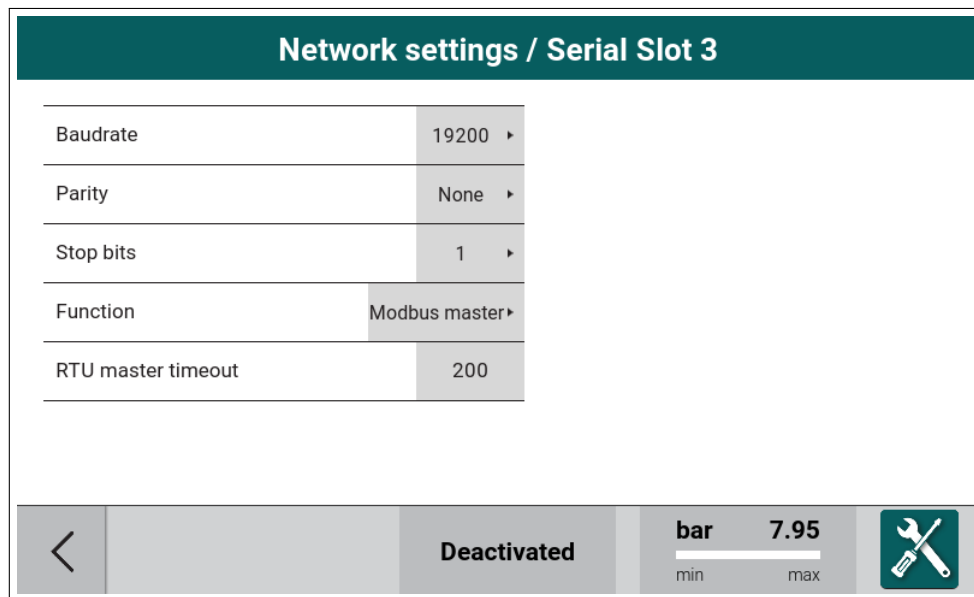 Network settings / Serial Slot 3
Baudrate 19200
Parity None
Stop bits 1
Function Modbus master
RTU master timeout 200
Deactivated
bar 7.95
min max